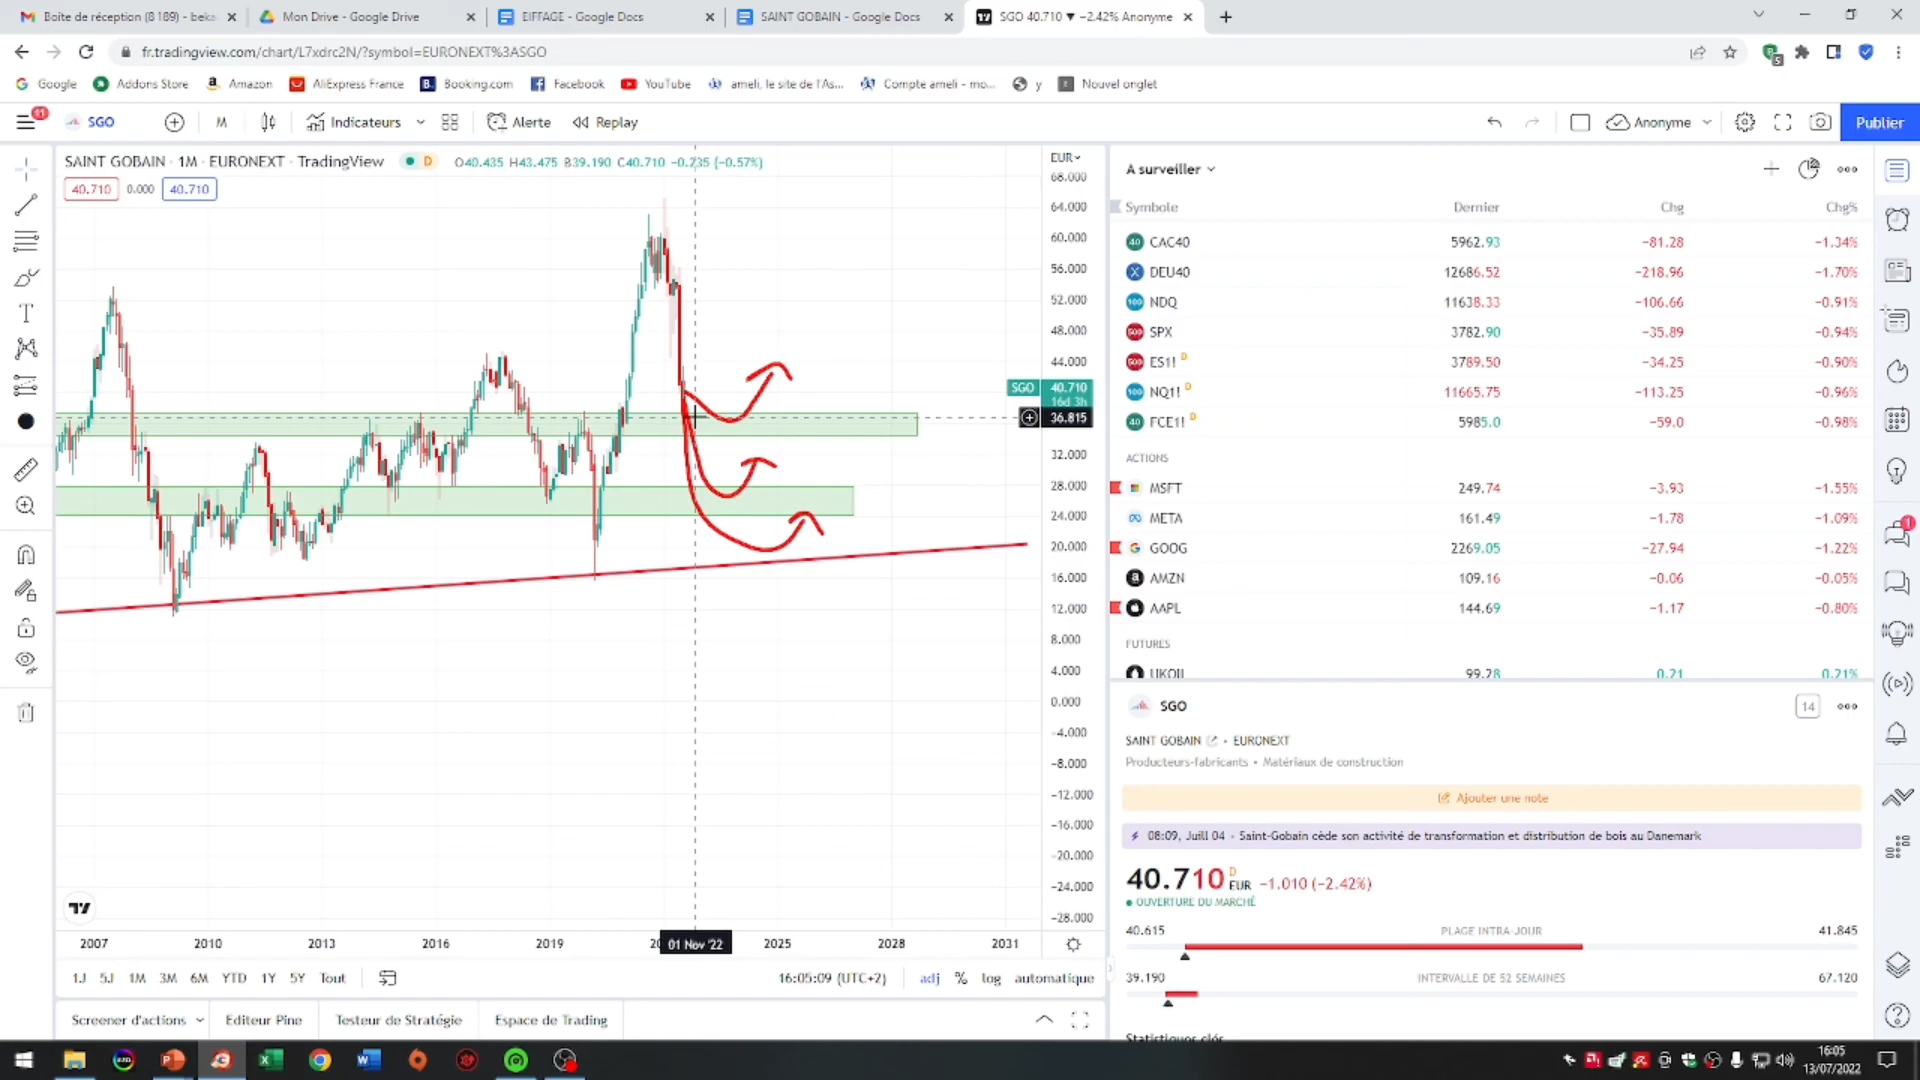 Boîte de réception (8 189) - beka
Mon Drive - Google Drive
EIFFAGE - Google Docs
SAINT GOBAIN - Google Docs
SGO 40.710 ▼ −2.42% Anonyme
fr.tradingview.com/chart/L7xdrc2N/?symbol=EURONEXT%3ASGO
5
Google
Addons Store
Amazon
AliExpress France
Booking.com
Facebook
YouTube
ameli, le site de l'As...
Compte ameli - mo...
y
Nouvel onglet
11
SGO
M
Indicateurs
Alerte
Replay
Anonyme
Publier
SAINT GOBAIN · 1M · EURONEXT · TradingView
D
O40.435 H43.475 B39.190 C40.710 −0.235 (−0.57%)
40.710
0.000
40.710
EUR
68.000
64.000
60.000
56.000
52.000
48.000
44.000
SGO 40.710
16d 3h
36.815
32.000
28.000
24.000
20.000
16.000
12.000
8.000
4.000
0.000
−4.000
−8.000
−12.000
−16.000
−20.000
−24.000
−28.000
2007
2010
2013
2016
2019
01 Nov '22
2025
2028
2031
1J
5J
1M
3M
6M
YTD
1Y
5Y
Tout
16:05:09 (UTC+2)
adj
%
log
automatique
Screener d'actions
Editeur Pine
Testeur de Stratégie
Espace de Trading
A surveiller
Symbole Dernier Chg Chg%
CAC40 5962.93 −81.28 −1.34%
DEU40 12686.52 −218.96 −1.70%
NDQ 11638.33 −106.66 −0.91%
SPX 3782.90 −35.89 −0.94%
ES1! D 3789.50 −34.25 −0.90%
NQ1! D 11665.75 −113.25 −0.96%
FCE1! D 5985.0 −59.0 −0.98%
ACTIONS
MSFT 249.74 −3.93 −1.55%
META 161.49 −1.78 −1.09%
GOOG 2269.05 −27.94 −1.22%
AMZN 109.16 −0.06 −0.05%
AAPL 144.69 −1.17 −0.80%
FUTURES
UKOIL 99.28 0.21 0.21%
SGO
14
SAINT GOBAIN · EURONEXT
Producteurs-fabricants • Matériaux de construction
Ajouter une note
08:09, Juill 04 · Saint-Gobain cède son activité de transformation et distribution de bois au Danemark
40.710 D EUR −1.010 (−2.42%)
OUVERTURE DU MARCHÉ
40.615 PLAGE INTRA-JOUR 41.845
39.190 INTERVALLE DE 52 SEMAINES 67.120
Statistiques clés
1
16:05
13/07/2022